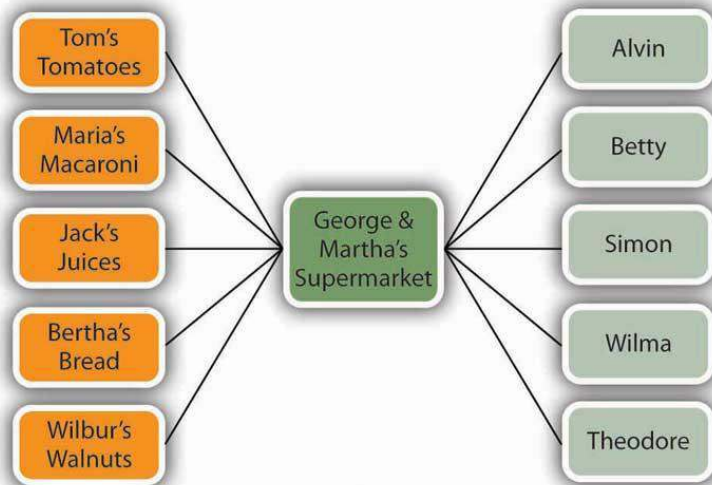 Tom's
Tomatoes
Maria's
Macaroni
Jack's
Juices
Bertha's
Bread
Wilbur's
Walnuts
George &
Martha's
Supermarket
Alvin
Betty
Simon
Wilma
Theodore